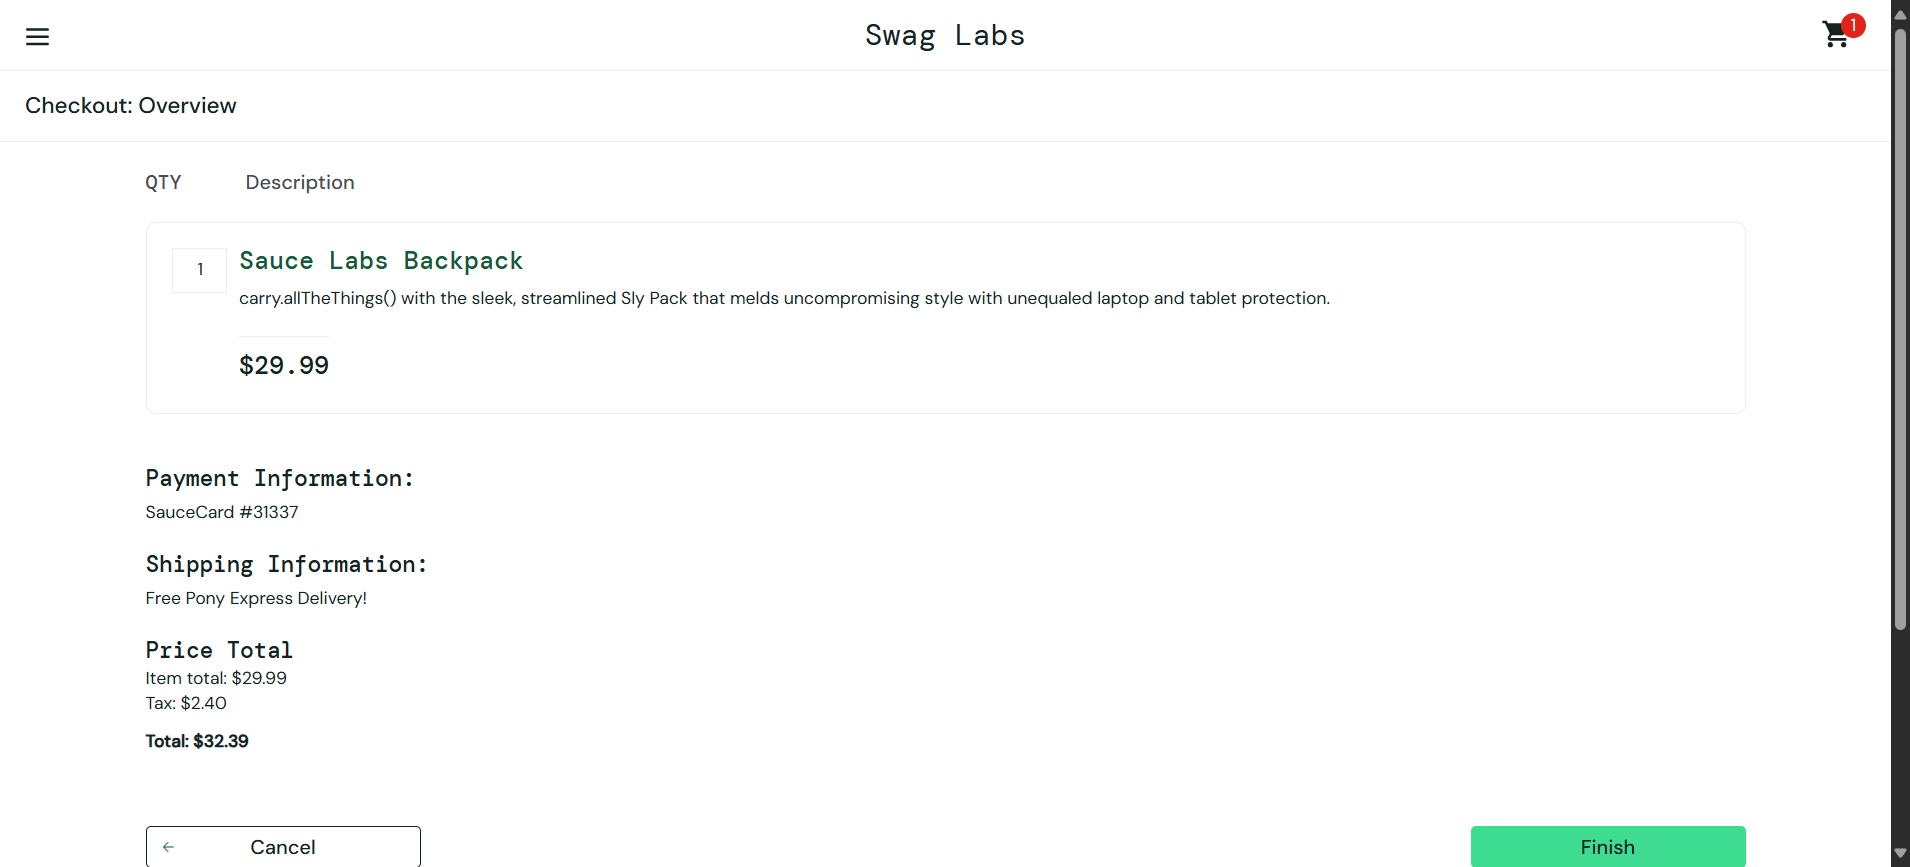 Swag Labs
1
Checkout: Overview
QTY Description
1
Sauce Labs Backpack
carry.allTheThings() with the sleek, streamlined Sly Pack that melds uncompromising style with unequaled laptop and tablet protection.
$29.99
Payment Information:
SauceCard #31337
Shipping Information:
Free Pony Express Delivery!
Price Total
Item total: $29.99
Tax: $2.40
Total: $32.39
Cancel
Finish